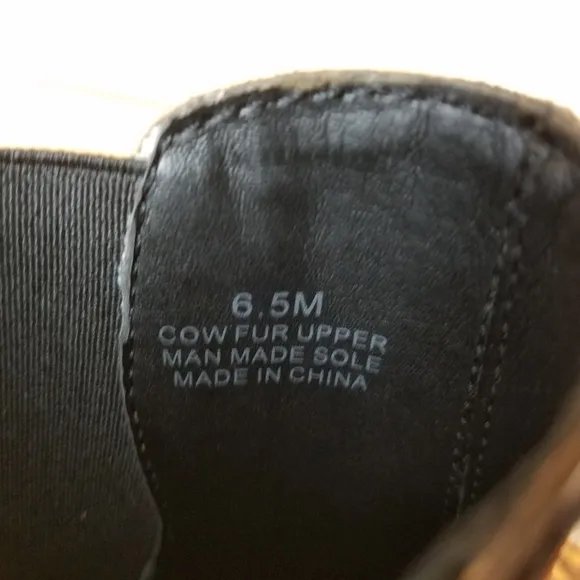 6.5M
COW FUR UPPER
MAN MADE SOLE
MADE IN CHINA